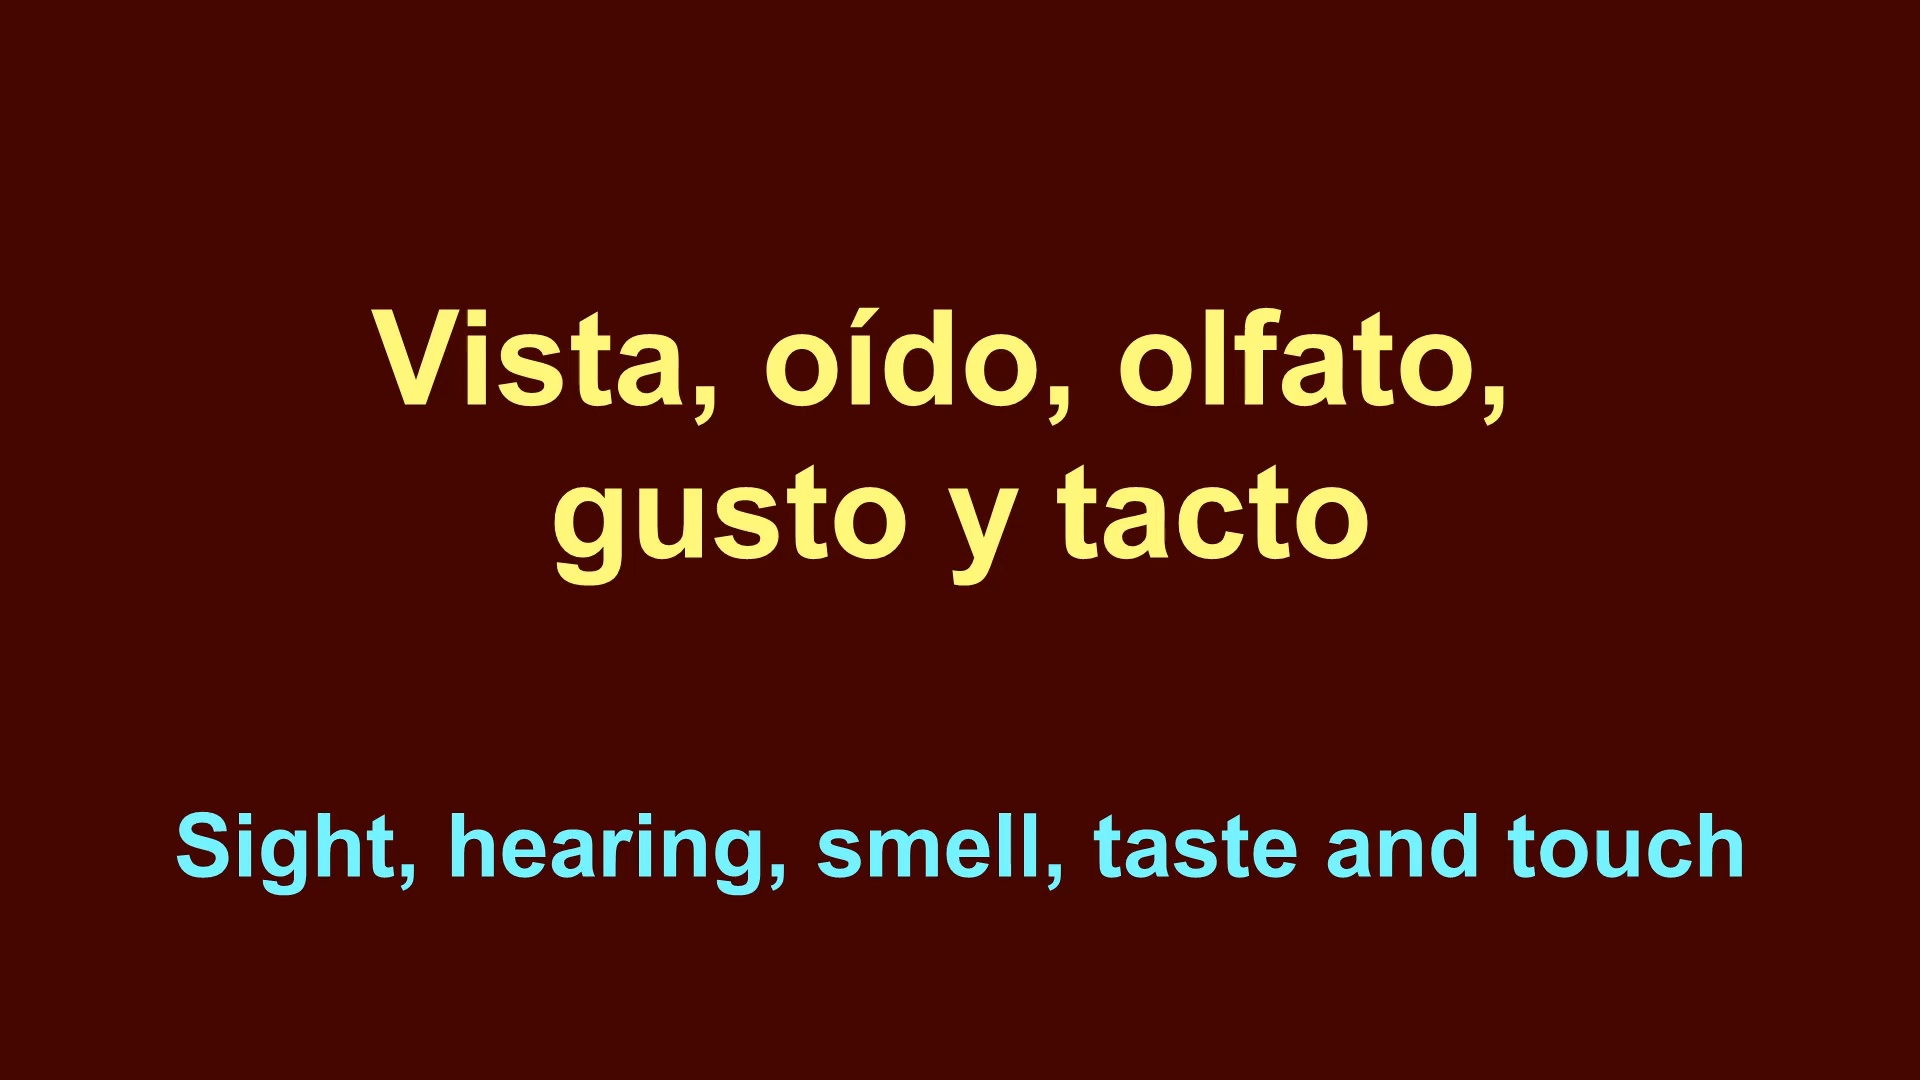 Vista, oído, olfato,
gusto y tacto
Sight, hearing, smell, taste and touch